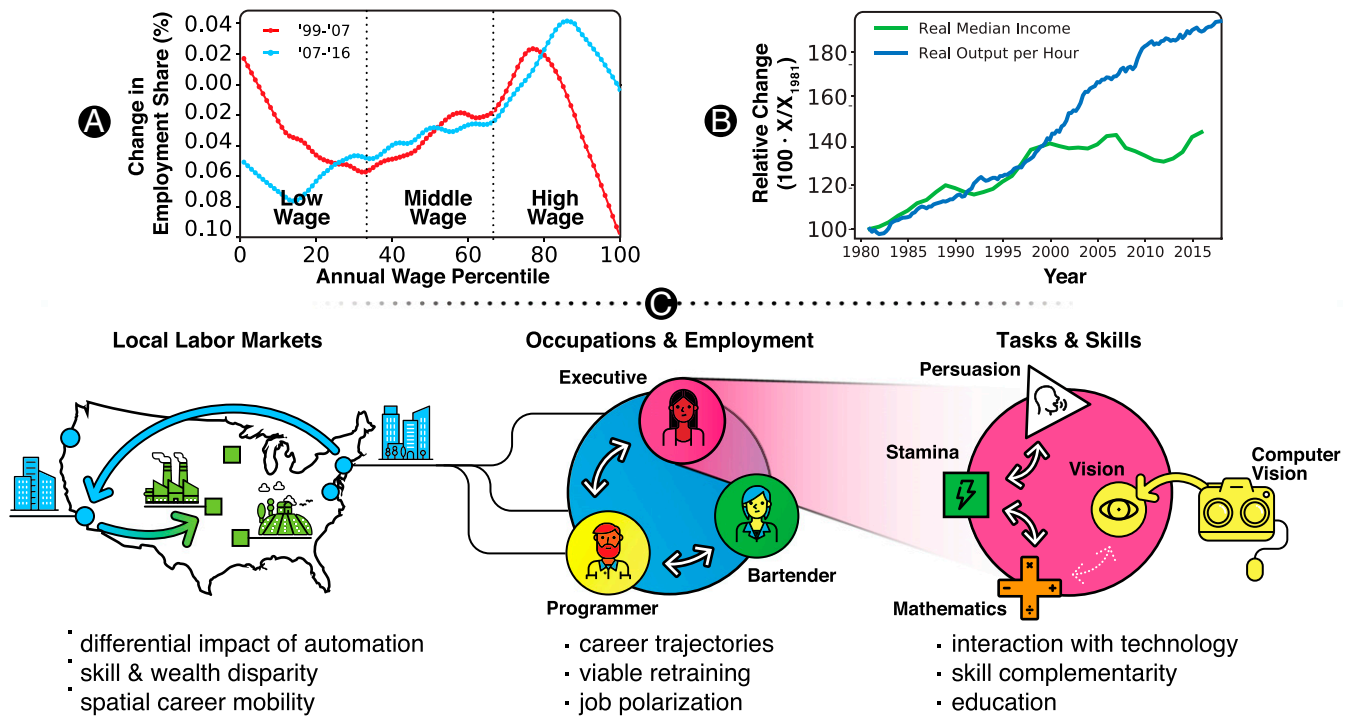 A
Change in
Employment Share (%)
0.04
0.02
0.00
0.02
0.04
0.06
0.08
0.10
'99-'07
'07-'16
Low
Wage
Middle
Wage
High
Wage
0 20 40 60 80 100
Annual Wage Percentile
B
Relative Change
(100 · X/X1981)
180
160
140
120
100
Real Median Income
Real Output per Hour
1980 1985 1990 1995 2000 2005 2010 2015
Year
C
Local Labor Markets
· differential impact of automation
· skill & wealth disparity
· spatial career mobility
Occupations & Employment
Executive
Programmer
Bartender
· career trajectories
· viable retraining
· job polarization
Tasks & Skills
Persuasion
Stamina
Vision
Computer
Vision
Mathematics
· interaction with technology
· skill complementarity
· education